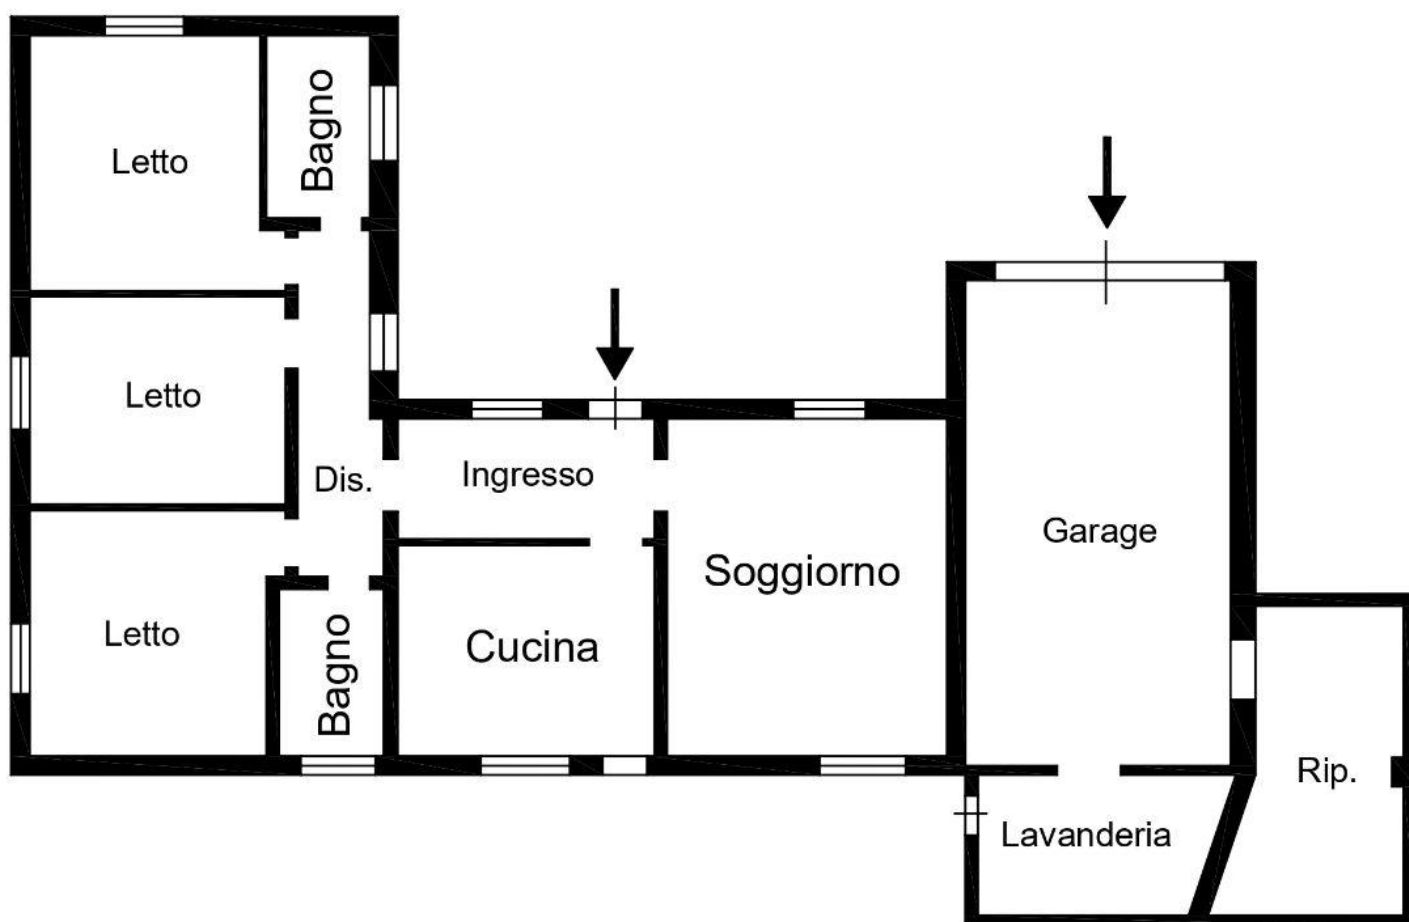 Letto
Bagno
Letto
Dis.
Ingresso
Soggiorno
Garage
Letto
Bagno
Cucina
Rip.
Lavanderia